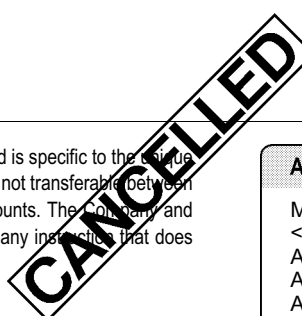 d is specific to the unique
not transferable between
ounts. The Company and
any instruction that does
CANCELLED
A
M
<
A
A
A